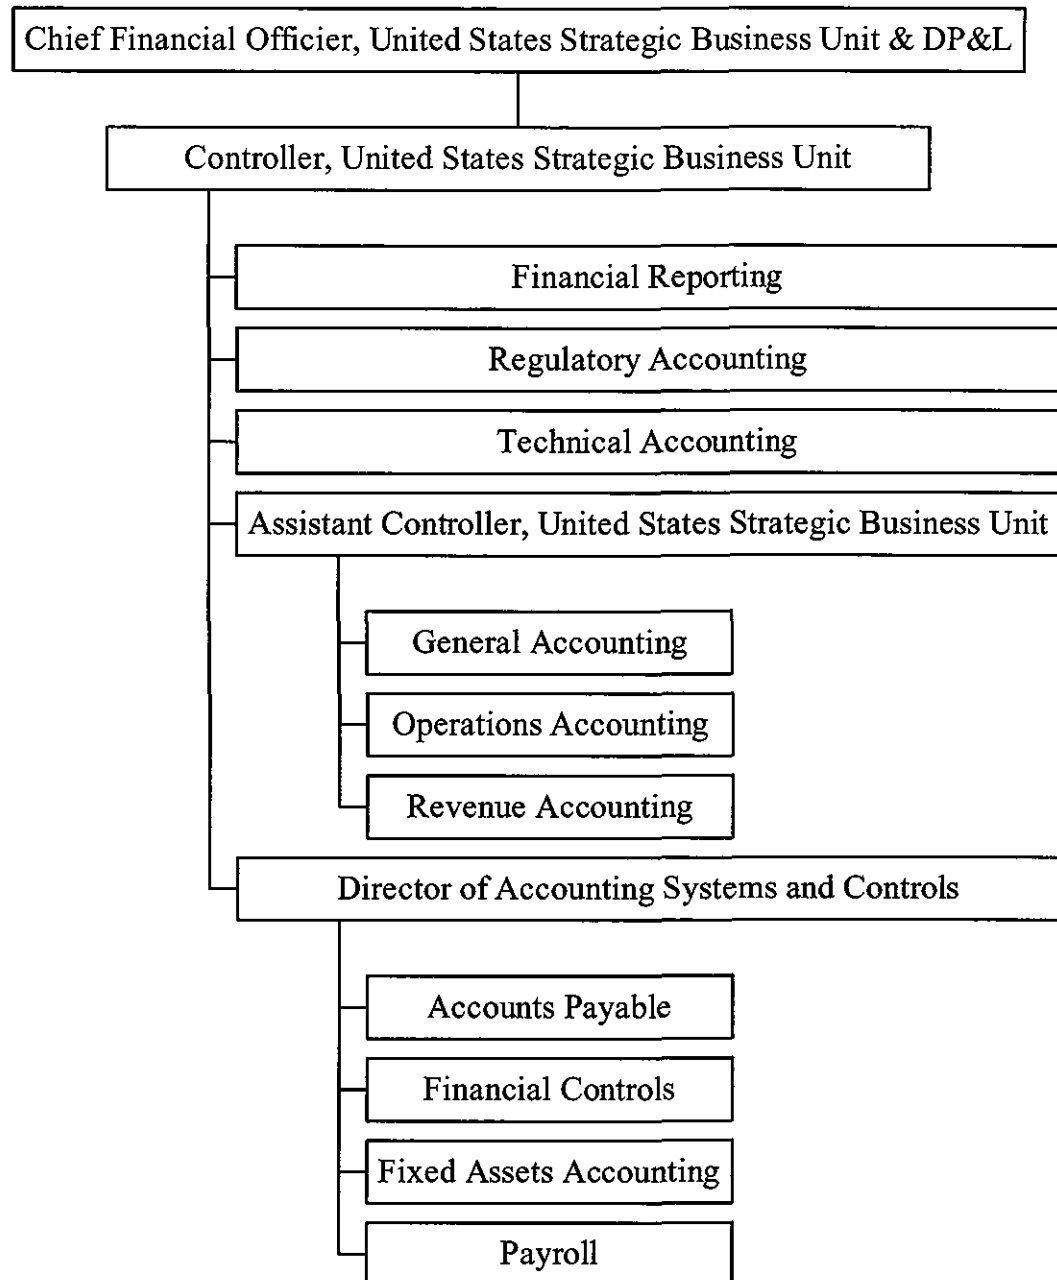 Chief Financial Officier, United States Strategic Business Unit & DP&L
Controller, United States Strategic Business Unit
Financial Reporting
Regulatory Accounting
Technical Accounting
Assistant Controller, United States Strategic Business Unit
General Accounting
Operations Accounting
Revenue Accounting
Director of Accounting Systems and Controls
Accounts Payable
Financial Controls
Fixed Assets Accounting
Payroll